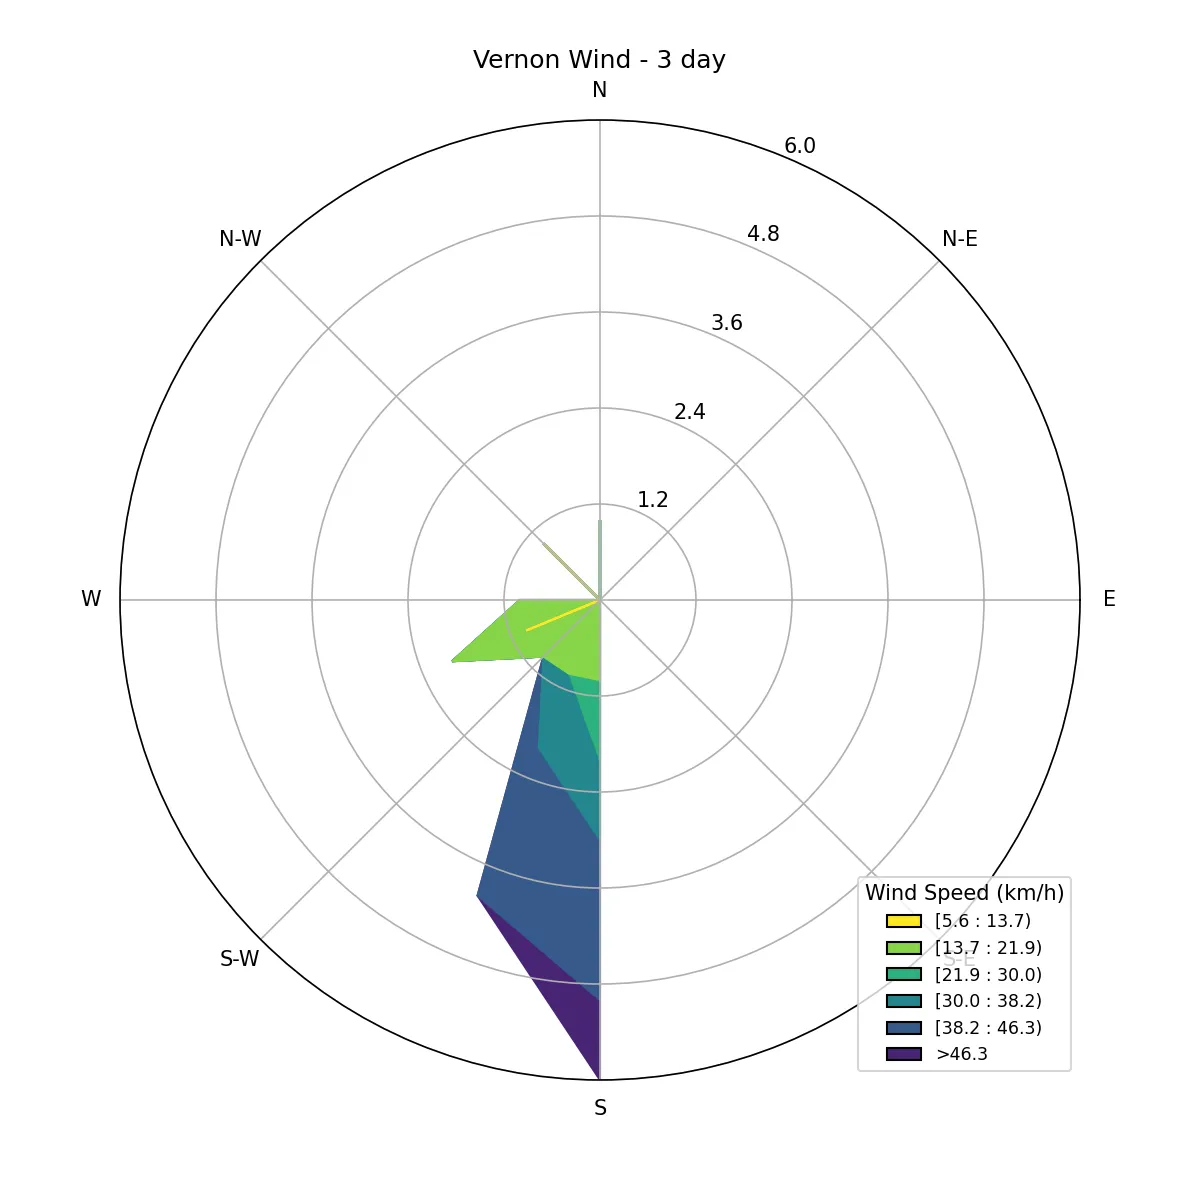 Vernon Wind - 3 day
N
6.0
N-W
N-E
4.8
3.6
2.4
1.2
W
E
S-W
S-E
S
Wind Speed (km/h)
[5.6 : 13.7)
[13.7 : 21.9)
[21.9 : 30.0)
[30.0 : 38.2)
[38.2 : 46.3)
>46.3